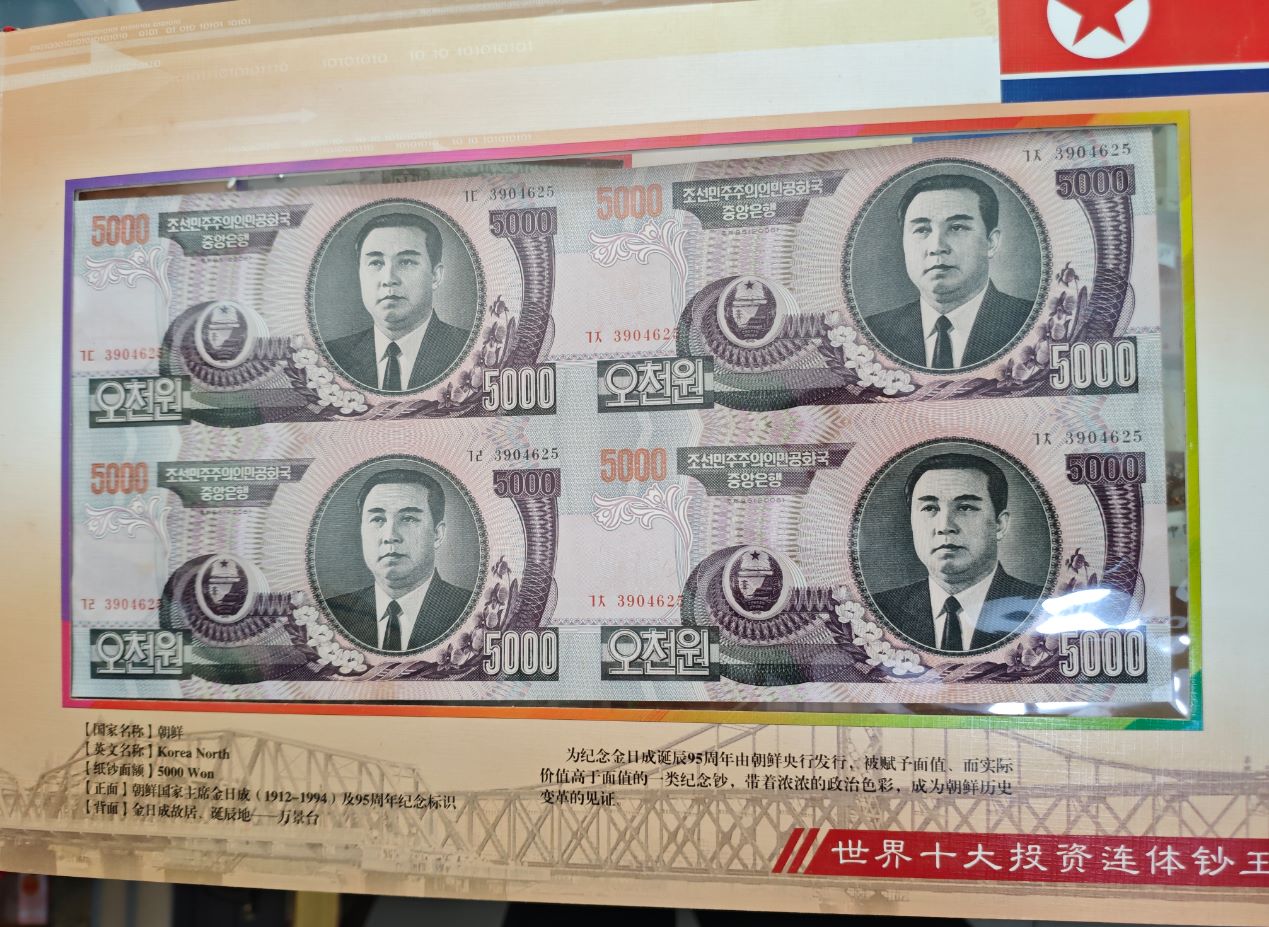 ㄱㄷ 3904625
5000
조선민주주의인민공화국
중앙은행
5000
ㄱㄷ 3904625
오천원
5000
ㄱㅈ 3904625
5000
조선민주주의인민공화국
중앙은행
5000
ㄱㅈ 3904625
오천원
5000
ㄱㄹ 3904625
5000
조선민주주의인민공화국
중앙은행
5000
ㄱㄹ 3904625
오천원
5000
ㄱㅈ 3904625
5000
조선민주주의인민공화국
중앙은행
5000
ㄱㅈ 3904625
오천원
5000
【国家名称】朝鲜
【英文名称】Korea North
【纸钞面额】5000 Won
【正面】朝鲜国家主席金日成（1912-1994）及95周年纪念标识
【背面】金日成故居、诞辰地——万景台
为纪念金日成诞辰95周年由朝鲜央行发行，被赋予面值、而实际
价值高于面值的一类纪念钞，带着浓浓的政治色彩，成为朝鲜历史
变革的见证。
世界十大投资连体钞王